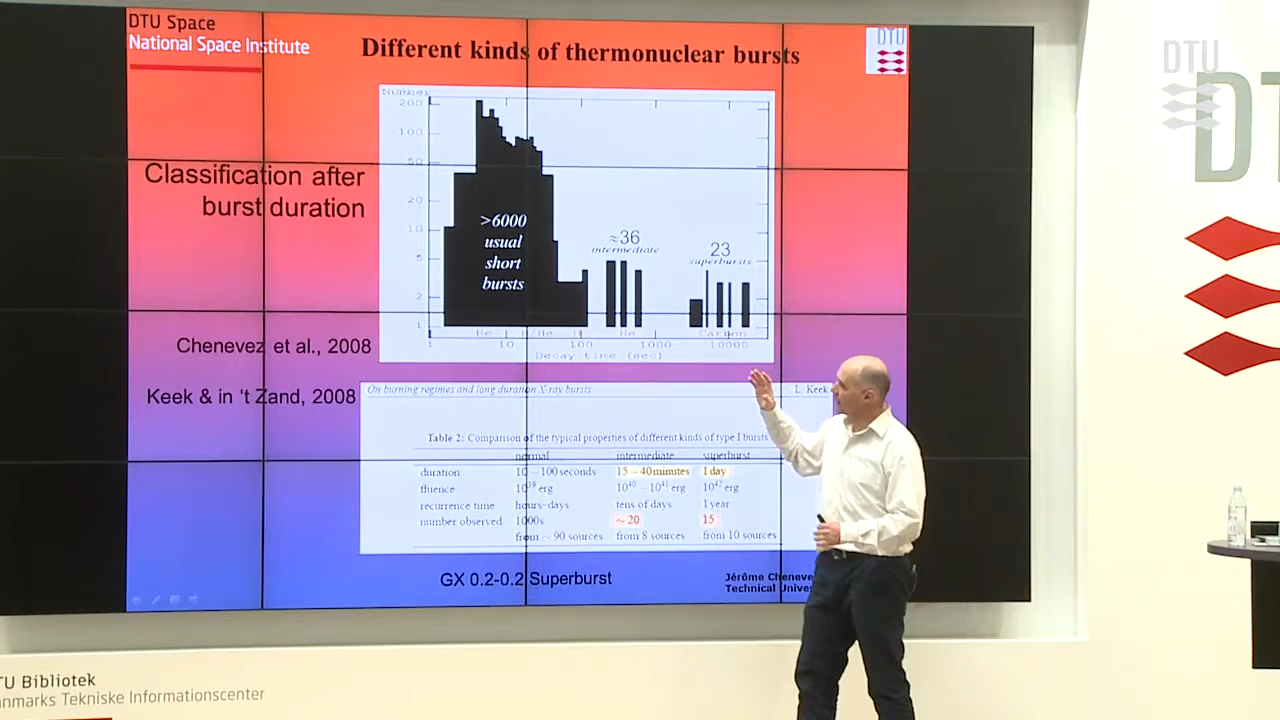 DTU Space
National Space Institute
Different kinds of thermonuclear bursts
DTU
DTU
Number
200
100
50
20
10
5
2
1
Classification after
burst duration
>6000
usual
short
bursts
≈36
intermediate
23
superbursts
He
Carbon
1 10 100 1000 10000
Decay time (sec)
Chenevez et al., 2008
Keek & in 't Zand, 2008
On burning regimes and long duration X-ray bursts L. Keek
Table 2: Comparison of the typical properties of different kinds of type I bursts
normal intermediate superburst
duration 10 – 100 seconds 15 – 40 minutes 1 day
fluence 10³⁹ erg 10⁴⁰ – 10⁴¹ erg 10⁴² erg
recurrence time hours–days tens of days 1 year
number observed 1000s ~ 20 15
from ~ 90 sources from 8 sources from 10 sources
GX 0.2-0.2 Superburst
Jérôme Cheneve
Technical Univer
TU Bibliotek
nmarks Tekniske Informationscenter